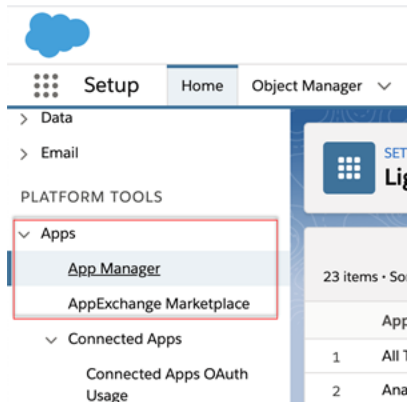 Setup Home Object Manager
Data
Email
PLATFORM TOOLS
Apps
App Manager
AppExchange Marketplace
Connected Apps
Connected Apps OAuth
Usage
SET
Lig
23 items • So
App
1 All T
2 Ana